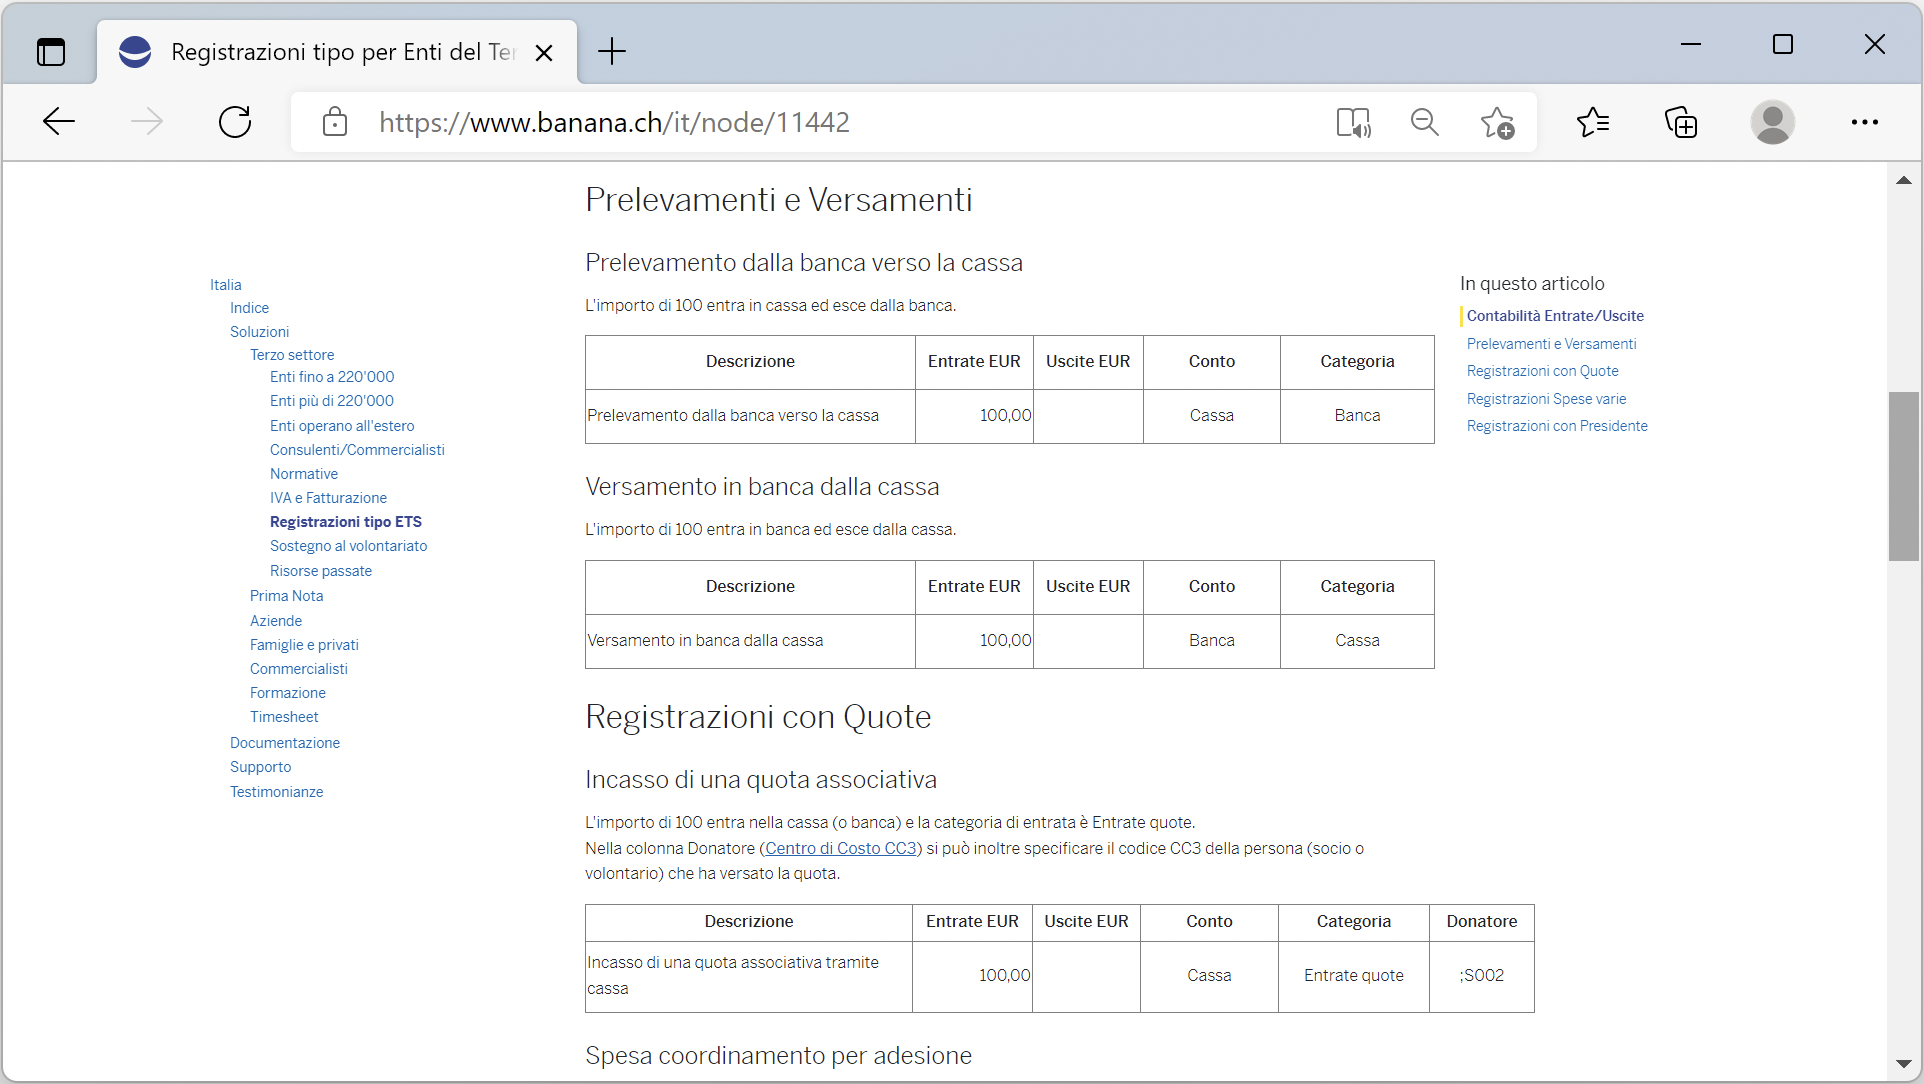 Registrazioni tipo per Enti del Ter
https://www.banana.ch/it/node/11442
Italia
Indice
Soluzioni
Terzo settore
Enti fino a 220'000
Enti più di 220'000
Enti operano all'estero
Consulenti/Commercialisti
Normative
IVA e Fatturazione
Registrazioni tipo ETS
Sostegno al volontariato
Risorse passate
Prima Nota
Aziende
Famiglie e privati
Commercialisti
Formazione
Timesheet
Documentazione
Supporto
Testimonianze
Prelevamenti e Versamenti
Prelevamento dalla banca verso la cassa
L'importo di 100 entra in cassa ed esce dalla banca.
Descrizione Entrate EUR Uscite EUR Conto Categoria
Prelevamento dalla banca verso la cassa 100,00 Cassa Banca
Versamento in banca dalla cassa
L'importo di 100 entra in banca ed esce dalla cassa.
Descrizione Entrate EUR Uscite EUR Conto Categoria
Versamento in banca dalla cassa 100,00 Banca Cassa
Registrazioni con Quote
Incasso di una quota associativa
L'importo di 100 entra nella cassa (o banca) e la categoria di entrata è Entrate quote.
Nella colonna Donatore (Centro di Costo CC3) si può inoltre specificare il codice CC3 della persona (socio o
volontario) che ha versato la quota.
Descrizione Entrate EUR Uscite EUR Conto Categoria Donatore
Incasso di una quota associativa tramite
cassa 100,00 Cassa Entrate quote ;S002
Spesa coordinamento per adesione
In questo articolo
Contabilità Entrate/Uscite
Prelevamenti e Versamenti
Registrazioni con Quote
Registrazioni Spese varie
Registrazioni con Presidente